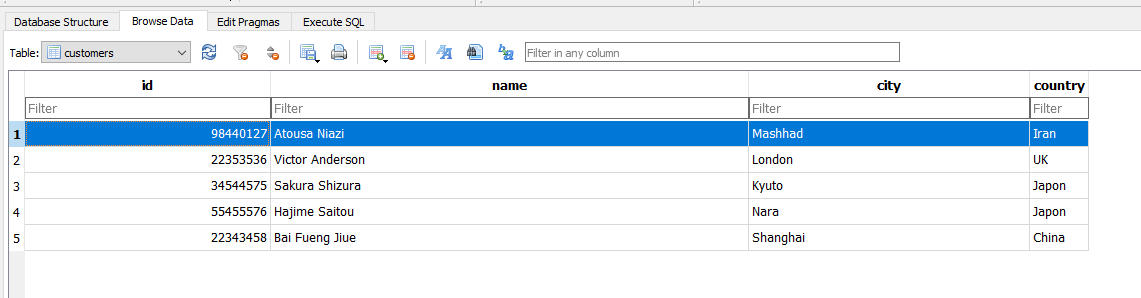 Database Structure Browse Data Edit Pragmas Execute SQL
Table: customers Filter in any column
id name city country
Filter Filter Filter Filter
1 98440127 Atousa Niazi Mashhad Iran
2 22353536 Victor Anderson London UK
3 34544575 Sakura Shizura Kyuto Japon
4 55455576 Hajime Saitou Nara Japon
5 22343458 Bai Fueng Jiue Shanghai China